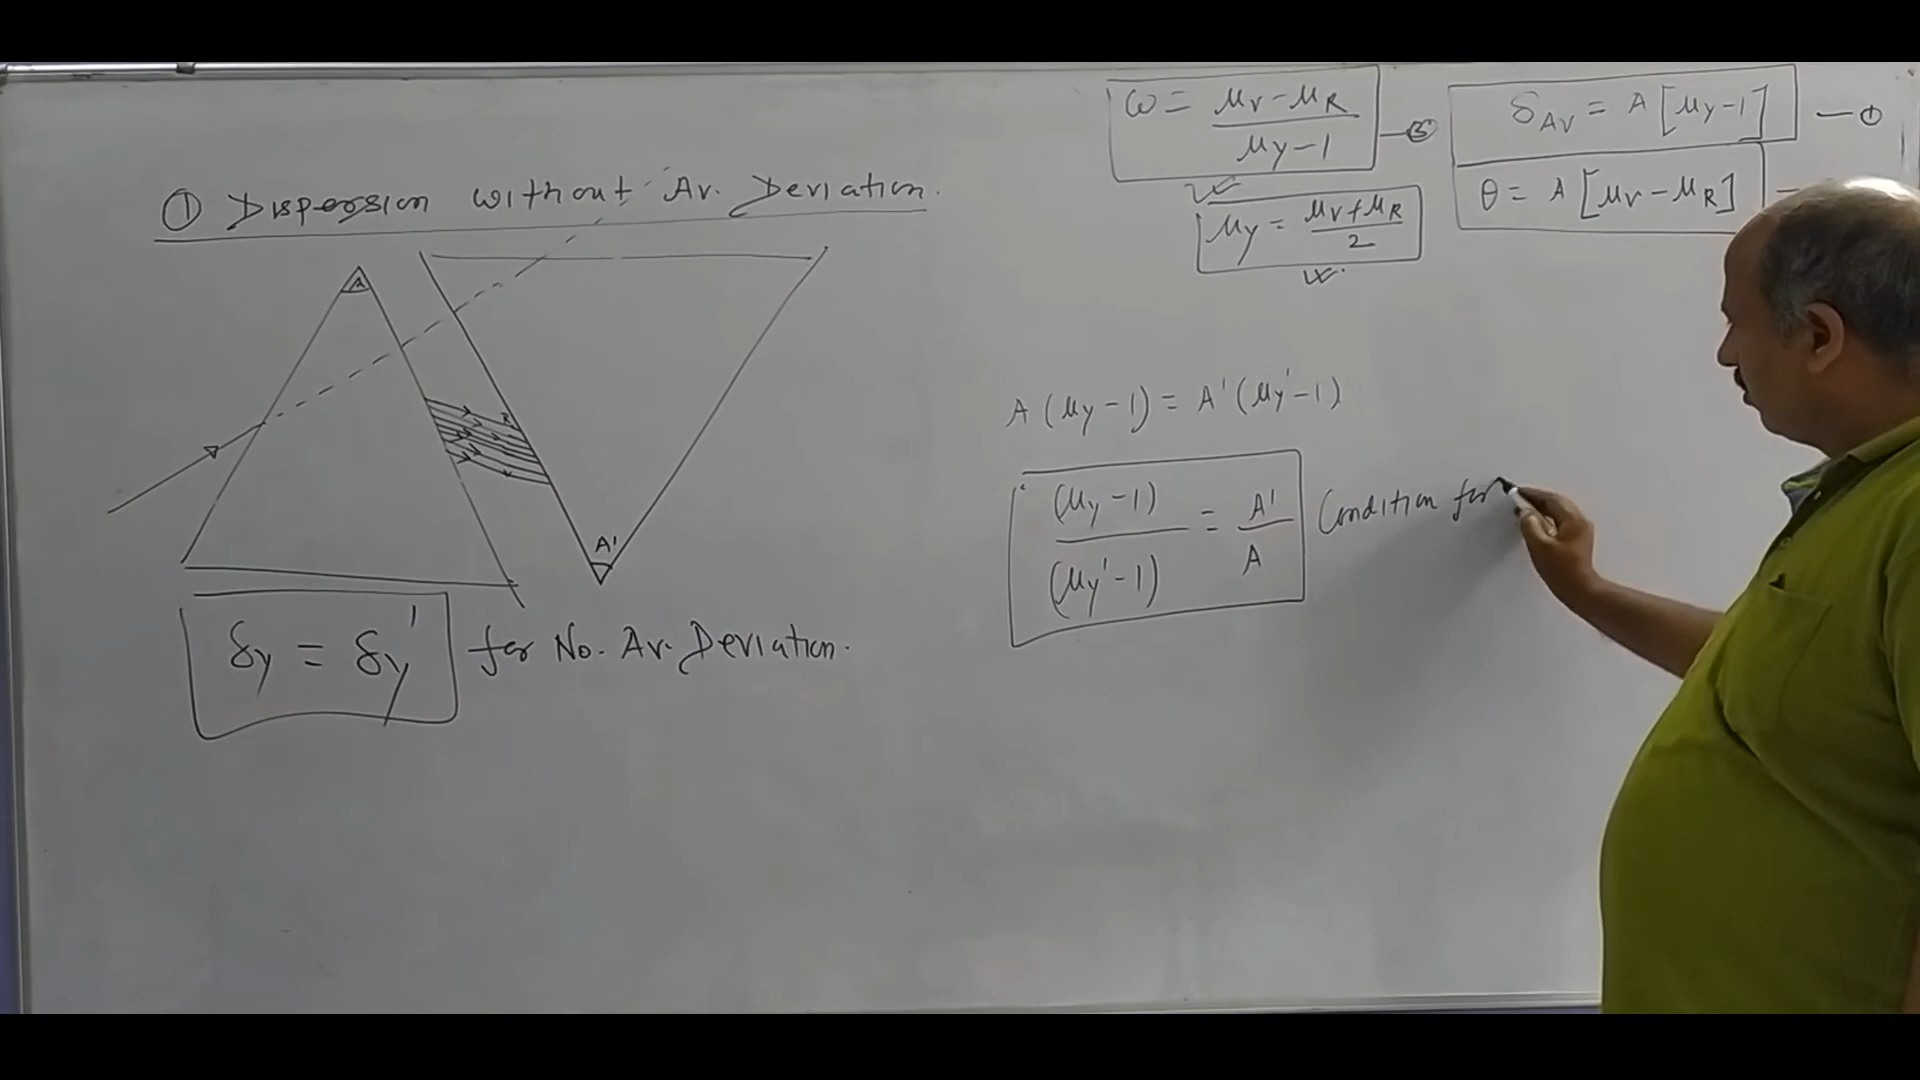 ① Dispersion without Av. Deviation.
A
R
A'
δy = δy' for No. Av. Deviation.
ω = μv - μR / μy - 1 — ⑤
δAv = A [μy - 1] — ①
θ = A [μv - μR] —
μy = μv + μR / 2
A (μy - 1) = A' (μy' - 1)
(μy - 1) / (μy' - 1) = A' / A Condition for